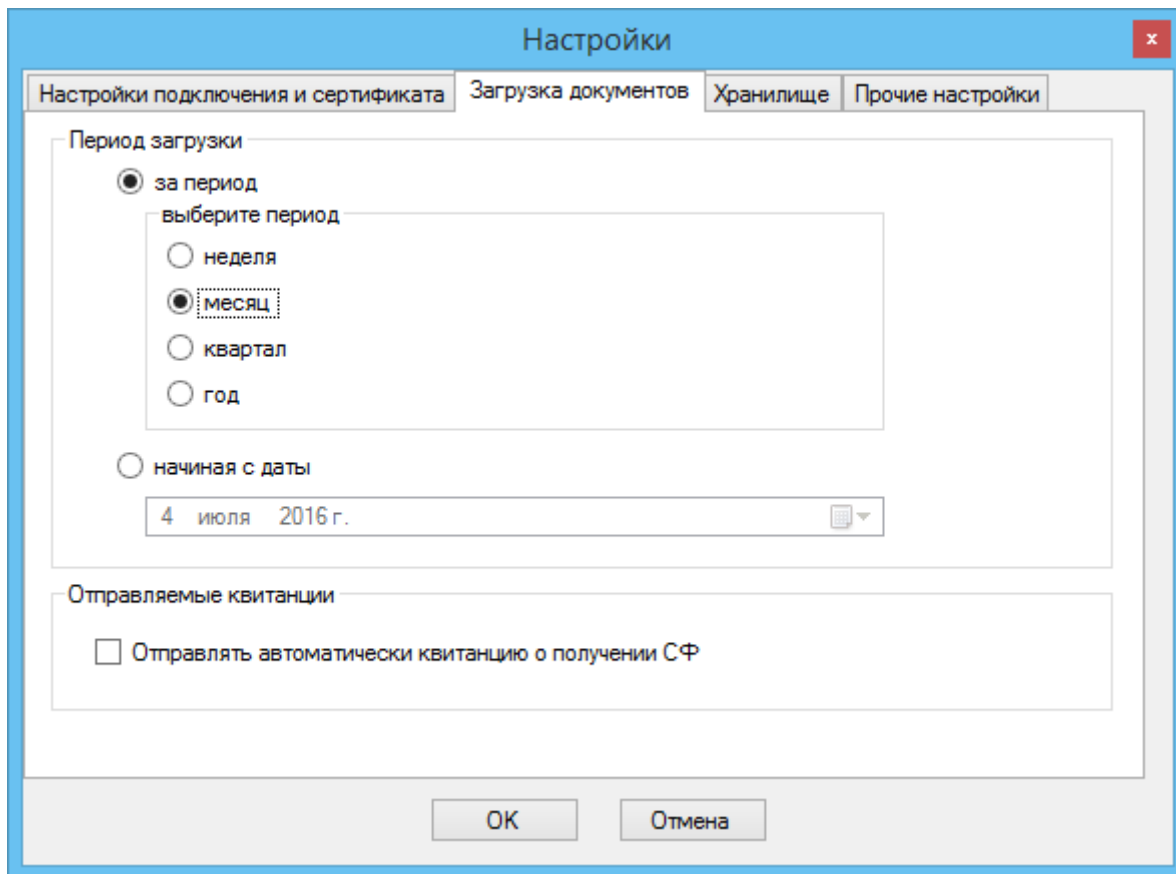 Настройки
x
Настройки подключения и сертификата Загрузка документов Хранилище Прочие настройки
Период загрузки
за период
выберите период
неделя
месяц
квартал
год
начиная с даты
4 июля 2016 г.
Отправляемые квитанции
Отправлять автоматически квитанцию о получении СФ
ОК Отмена